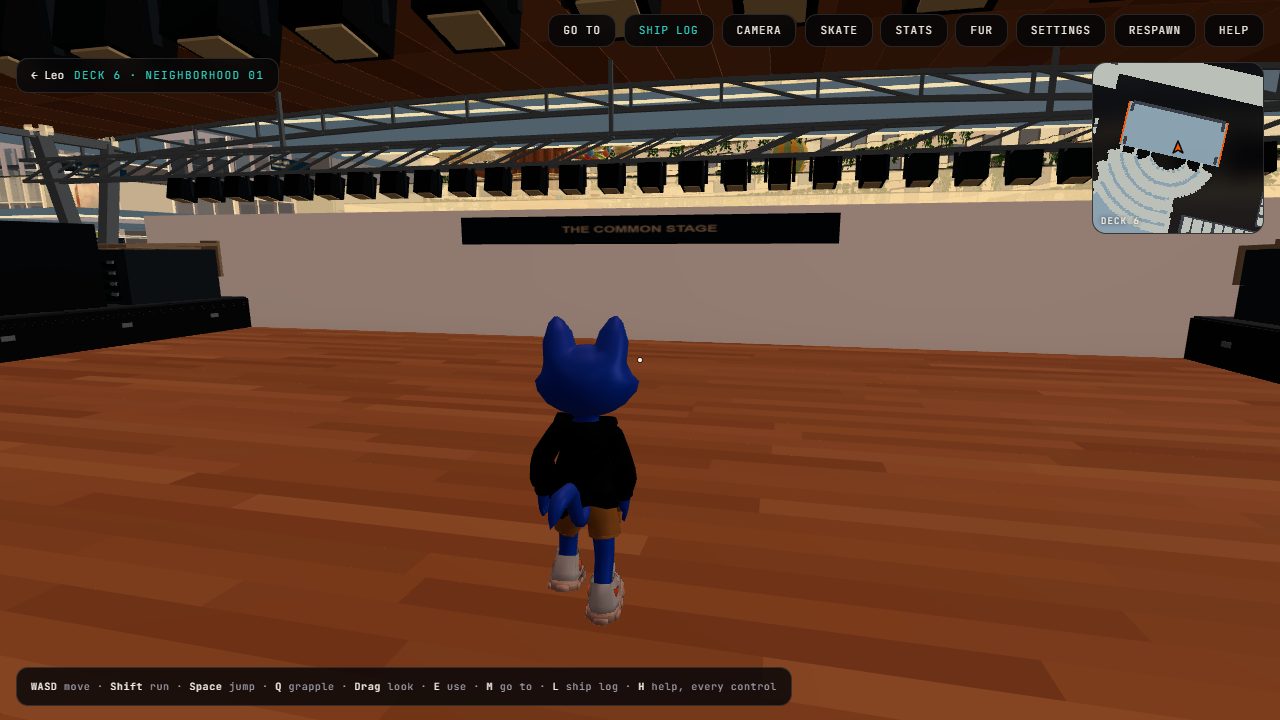 GO TO
SHIP LOG
CAMERA
SKATE
STATS
FUR
SETTINGS
RESPAWN
HELP
← Leo DECK 6 · NEIGHBORHOOD 01
THE COMMON STAGE
DECK 6
WASD move · Shift run · Space jump · Q grapple · Drag look · E use · M go to · L ship log · H help, every control